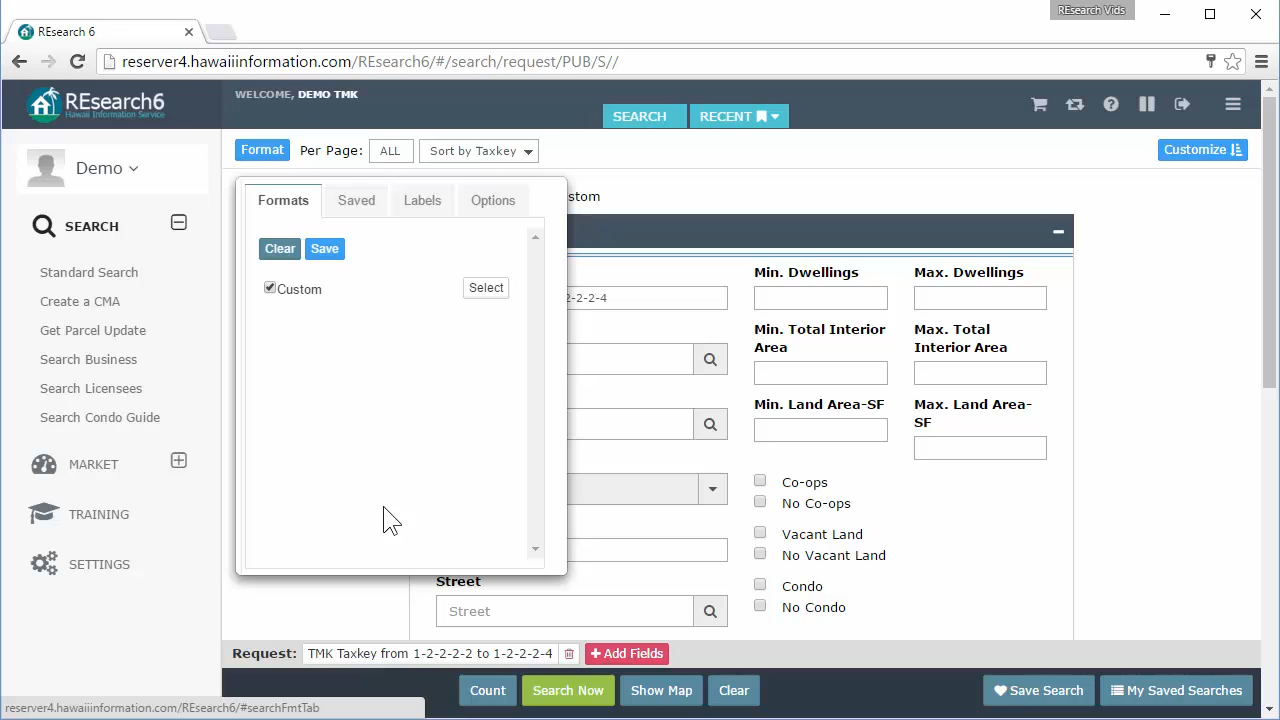 REsearch Vids
REsearch 6
reserver4.hawaiiinformation.com/REsearch6/#/search/request/PUB/S//
REsearch6
Hawaii Information Service
WELCOME, DEMO TMK
SEARCH
RECENT
Demo
Format
Per Page:
ALL
Sort by Taxkey
Customize
SEARCH
Standard Search
Create a CMA
Get Parcel Update
Search Business
Search Licensees
Search Condo Guide
MARKET
TRAINING
SETTINGS
Formats
Saved
Labels
Options
Clear
Save
Custom
Select
stom
2-2-2-4
Min. Dwellings
Max. Dwellings
Min. Total Interior
Area
Max. Total
Interior Area
Min. Land Area-SF
Max. Land Area-
SF
Co-ops
No Co-ops
Vacant Land
No Vacant Land
Condo
No Condo
Street
Street
Request:
TMK Taxkey from 1-2-2-2-2 to 1-2-2-2-4
+ Add Fields
Count
Search Now
Show Map
Clear
Save Search
My Saved Searches
reserver4.hawaiiinformation.com/REsearch6/#searchFmtTab